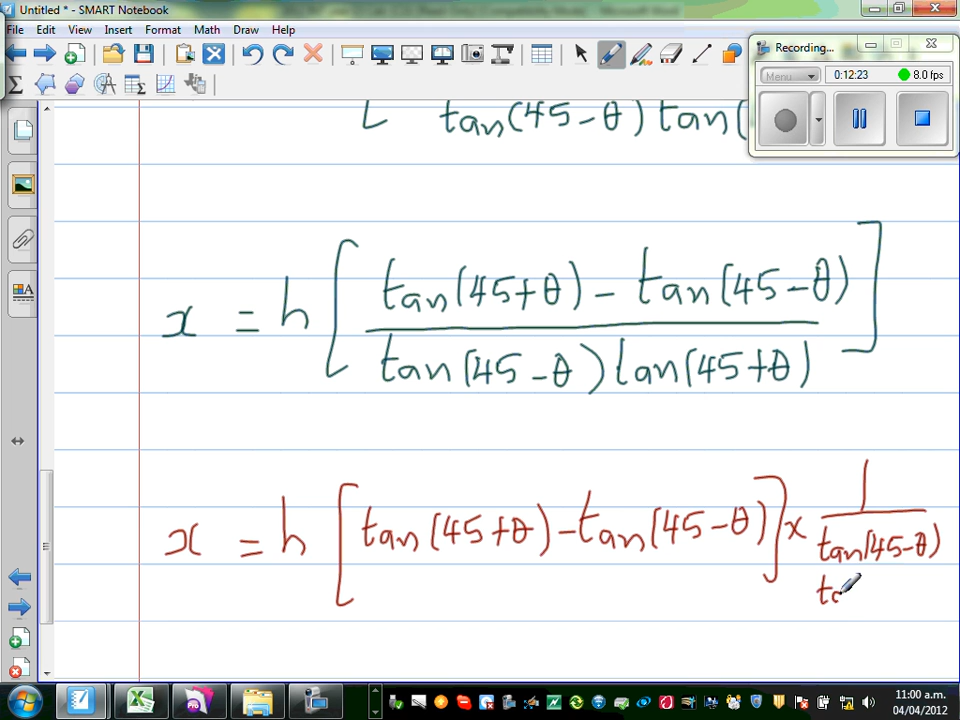 Untitled * - SMART Notebook
File Edit View Insert Format Math Draw Help
Recording...
Menu 0:12:23 8.0 fps
[ tan(45-θ) tan(
x = h [ tan(45+θ) - tan(45-θ) ]
tan(45-θ) tan(45+θ)
x = h [ tan(45+θ) - tan(45-θ) ] x 1
tan(45-θ)
ta
11:00 a.m.
04/04/2012